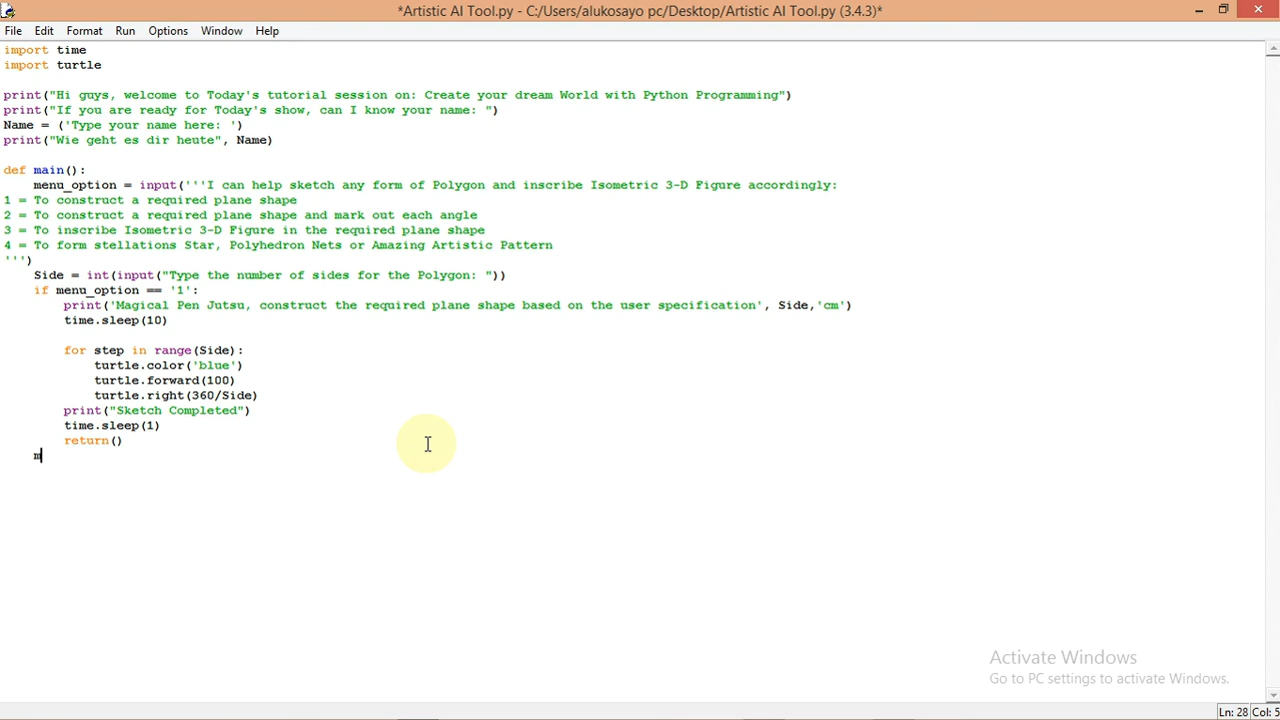 *Artistic AI Tool.py - C:/Users/alukosayo pc/Desktop/Artistic AI Tool.py (3.4.3)*
File Edit Format Run Options Window Help
import time
import turtle
print("Hi guys, welcome to Today's tutorial session on: Create your dream World with Python Programming")
print("If you are ready for Today's show, can I know your name: ")
Name = ('Type your name here: ')
print("Wie geht es dir heute", Name)
def main():
    menu_option = input('''I can help sketch any form of Polygon and inscribe Isometric 3-D Figure accordingly:
1 = To construct a required plane shape
2 = To construct a required plane shape and mark out each angle
3 = To inscribe Isometric 3-D Figure in the required plane shape
4 = To form stellations Star, Polyhedron Nets or Amazing Artistic Pattern
''')
    Side = int(input("Type the number of sides for the Polygon: "))
    if menu_option == '1':
        print('Magical Pen Jutsu, construct the required plane shape based on the user specification', Side,'cm')
        time.sleep(10)
        for step in range(Side):
            turtle.color('blue')
            turtle.forward(100)
            turtle.right(360/Side)
        print("Sketch Completed")
        time.sleep(1)
        return()
    m
Activate Windows
Go to PC settings to activate Windows.
Ln: 28 Col: 5